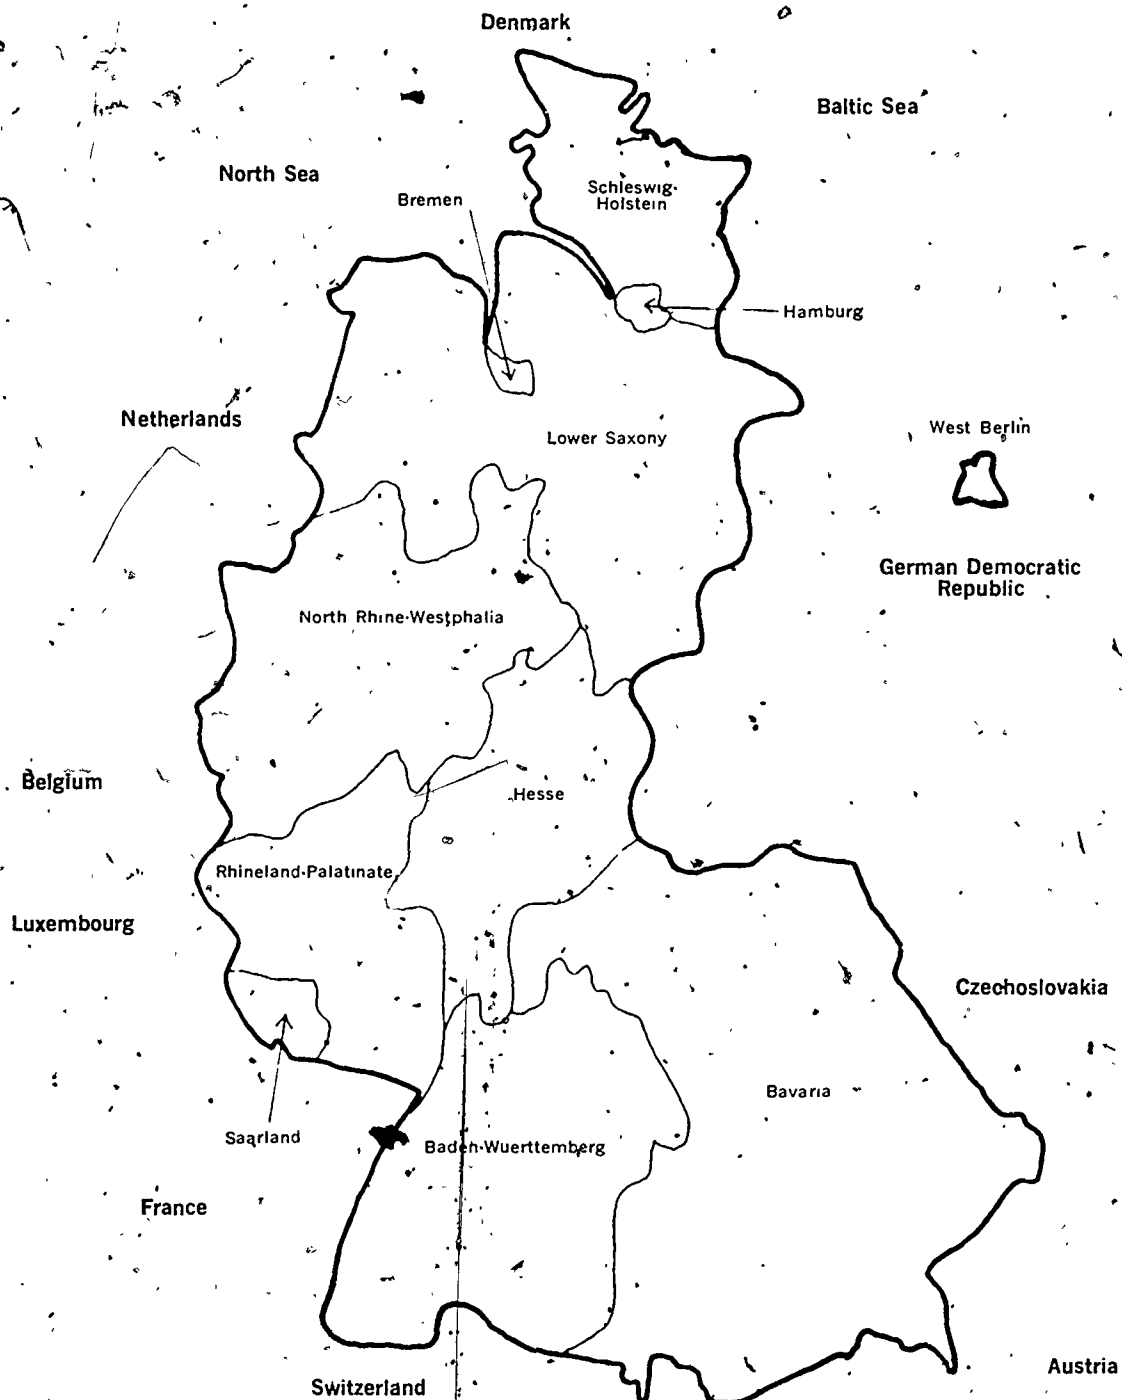 Denmark
Baltic Sea
North Sea
Schleswig-
Holstein
Bremen
Hamburg
Netherlands
West Berlin
Lower Saxony
German Democratic
Republic
North Rhine-Westphalia
Belgium
Hesse
Rhineland-Palatinate
Luxembourg
Czechoslovakia
Bavaria
Saarland
Baden-Wuerttemberg
France
Austria
Switzerland